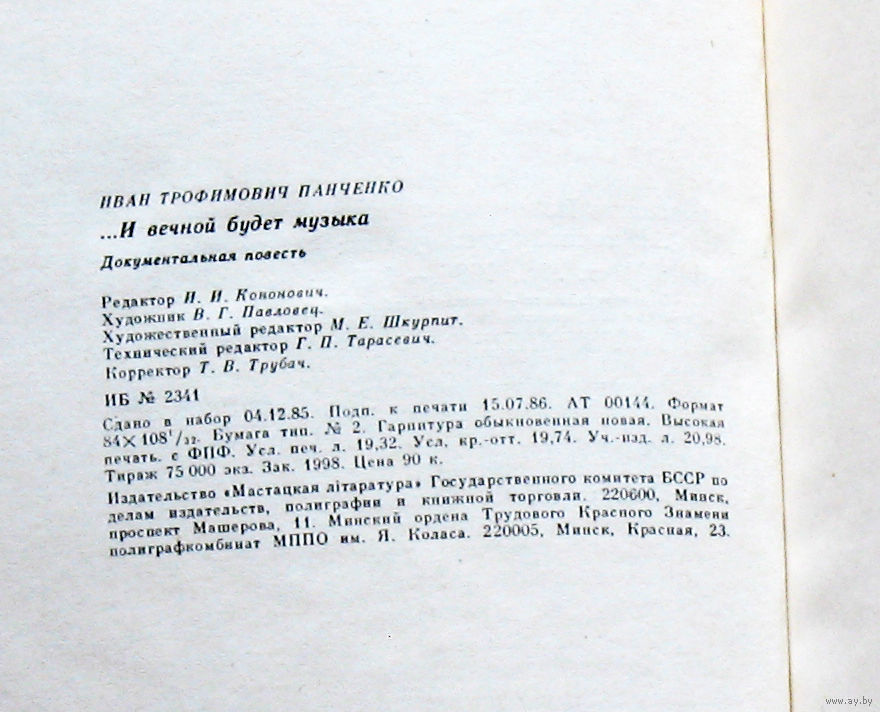 ИВАН ТРОФИМОВИЧ ПАНЧЕНКО
...И вечной будет музыка
Документальная повесть
Редактор И. И. Кононович.
Художник В. Г. Павловец.
Художественный редактор М. Е. Шкурпит.
Технический редактор Г. П. Тарасевич.
Корректор Т. В. Трубач.
ИБ № 2341
Сдано в набор 04.12.85. Подп. к печати 15.07.86. АТ 00144. Формат
84×108¹/₃₂. Бумага тип. № 2. Гарнитура обыкновенная новая. Высокая
печать. с ФПФ. Усл. печ. л. 19,32. Усл. кр.-отт. 19,74. Уч.-изд. л. 20,98.
Тираж 75 000 экз. Зак. 1998. Цена 90 к.
Издательство «Мастацкая літаратура» Государственного комитета БССР по
делам издательств, полиграфии и книжной торговли. 220600, Минск,
проспект Машерова, 11. Минский ордена Трудового Красного Знамени
полиграфкомбинат МППО им. Я. Коласа. 220005, Минск, Красная, 23.
www.ay.by